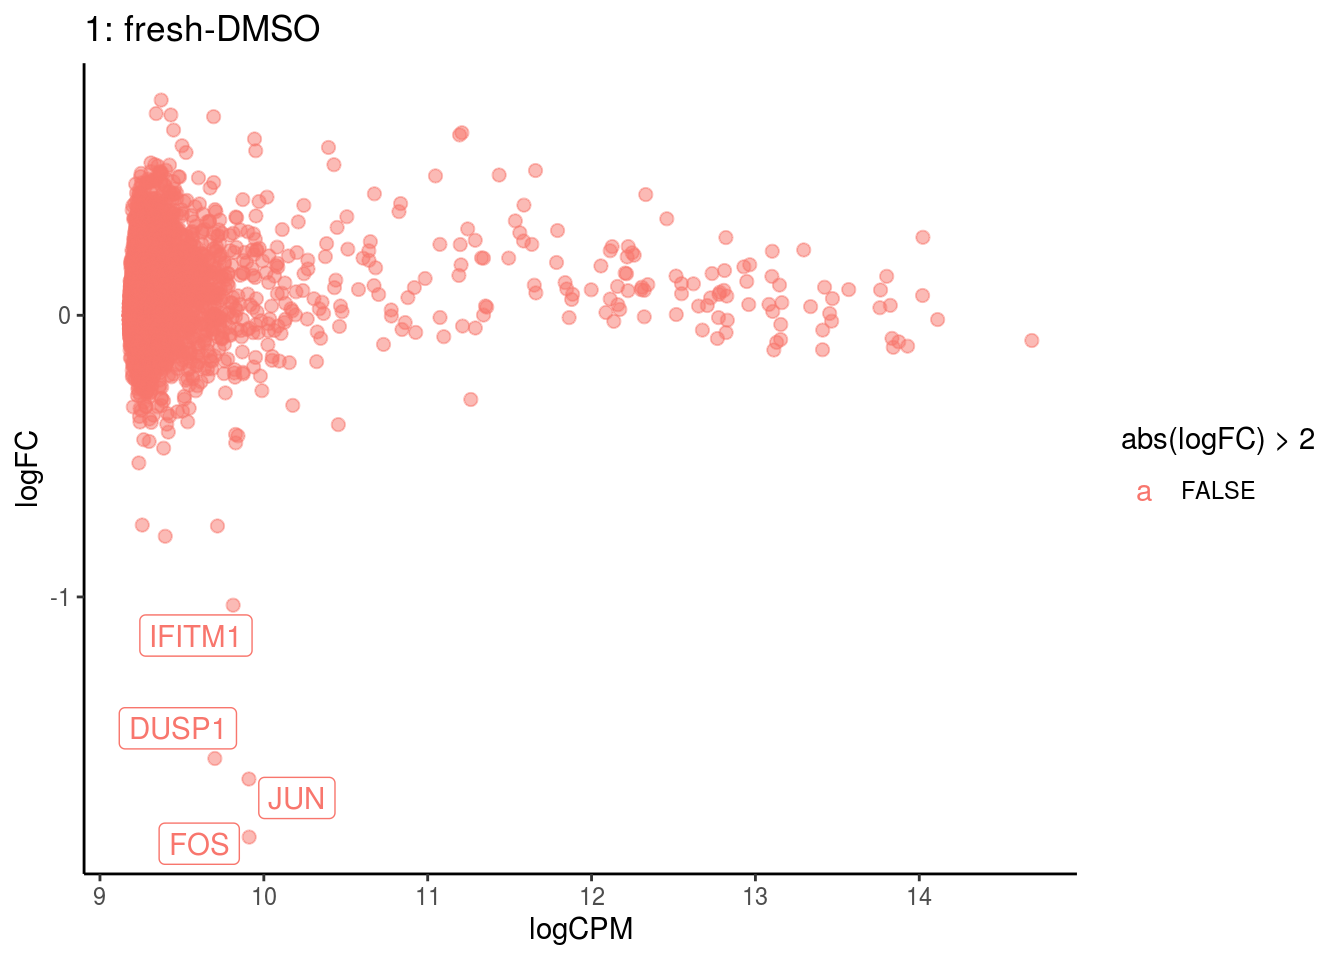 1: fresh-DMSO
0
-1
logFC
IFITM1
DUSP1
JUN
FOS
9 10 11 12 13 14
logCPM
abs(logFC) > 2
a FALSE